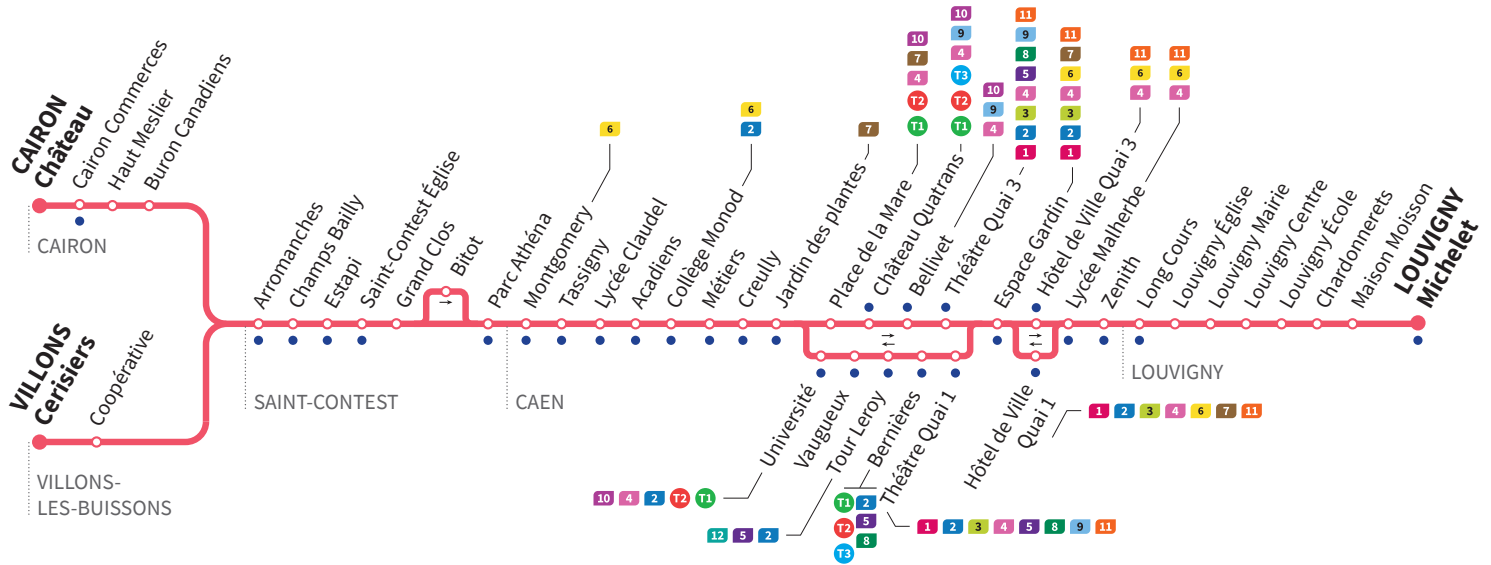 CAIRON
Château
Cairon Commerces
Haut Meslier
Buron Canadiens
CAIRON
VILLONS
Cerisiers
Coopérative
VILLONS-
LES-BUISSONS
Arromanches
Champs Bailly
Estapi
Saint-Contest Église
Grand Clos
Bitot
SAINT-CONTEST
Parc Athéna
Montgomery
6
Tassigny
Lycée Claudel
Acadiens
Collège Monod
6
2
Métiers
Creully
Jardin des plantes
7
CAEN
Place de la Mare
10
7
4
T2
T1
Château Quatrans
10
9
4
T3
T2
T1
Bellivet
10
9
4
Théâtre Quai 3
11
9
8
5
4
3
2
1
Espace Gardin
11
7
6
4
3
2
1
Hôtel de Ville Quai 3
11
6
4
Lycée Malherbe
11
6
4
Zenith
Long Cours
Louvigny Église
Louvigny Mairie
Louvigny Centre
Louvigny École
Chardonnerets
Maison Moisson
LOUVIGNY
Michelet
LOUVIGNY
Université
10 4 2 T2 T1
Vaugueux
Tour Leroy
12 5 2
Bernières
T1 2
T2 5
T3 8
Théâtre Quai 1
1 2 3 4 5 8 9 11
Hôtel de Ville
Quai 1
1 2 3 4 6 7 11